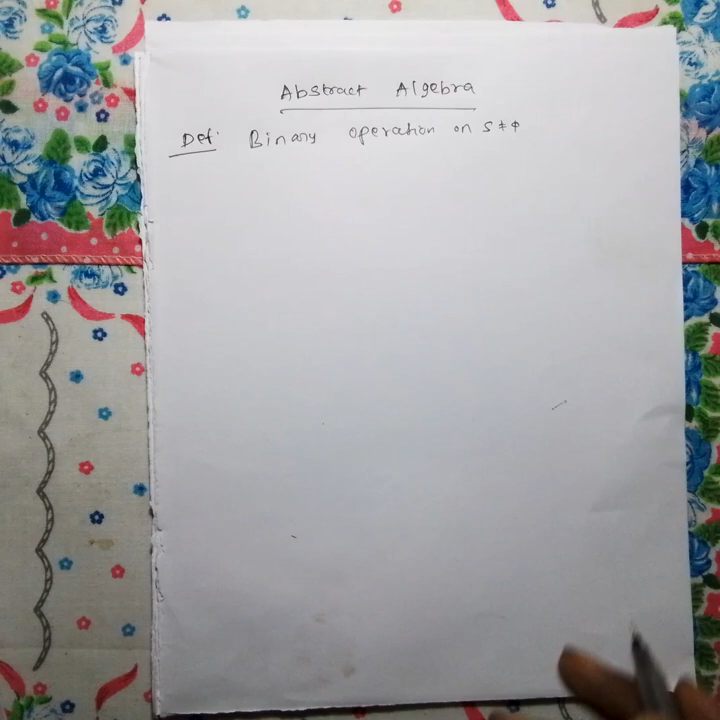 Abstract Algebra
Def. Binary operation on S ≠ φ